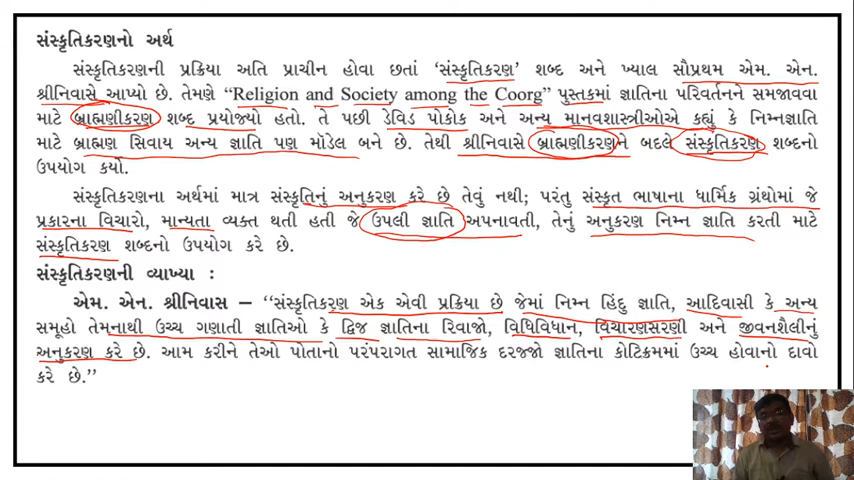 સંસ્કૃતિકરણનો અર્થ
સંસ્કૃતિકરણની પ્રક્રિયા અતિ પ્રાચીન હોવા છતાં ‘સંસ્કૃતિકરણ’ શબ્દ અને ખ્યાલ સૌપ્રથમ એમ. એન.
શ્રીનિવાસે આપ્યો છે. તેમણે “Religion and Society among the Coorg” પુસ્તકમાં જ્ઞાતિના પરિવર્તનને સમજાવવા
માટે બ્રાહ્મણીકરણ શબ્દ પ્રયોજ્યો હતો. તે પછી ડેવિડ પોકોક અને અન્ય માનવશાસ્ત્રીઓએ કહ્યું કે નિમ્નજ્ઞાતિ
માટે બ્રાહ્મણ સિવાય અન્ય જ્ઞાતિ પણ મૉડેલ બને છે. તેથી શ્રીનિવાસે બ્રાહ્મણીકરણને બદલે સંસ્કૃતિકરણ શબ્દનો
ઉપયોગ કર્યો.
સંસ્કૃતિકરણના અર્થમાં માત્ર સંસ્કૃતિનું અનુકરણ કરે છે તેવું નથી; પરંતુ સંસ્કૃત ભાષાના ધાર્મિક ગ્રંથોમાં જે
પ્રકારના વિચારો, માન્યતા વ્યક્ત થતી હતી જે ઉપલી જ્ઞાતિ અપનાવતી, તેનું અનુકરણ નિમ્ન જ્ઞાતિ કરતી માટે
સંસ્કૃતિકરણ શબ્દનો ઉપયોગ કરે છે.
સંસ્કૃતિકરણની વ્યાખ્યા :
એમ. એન. શ્રીનિવાસ – ‘‘સંસ્કૃતિકરણ એક એવી પ્રક્રિયા છે જેમાં નિમ્ન હિંદુ જ્ઞાતિ, આદિવાસી કે અન્ય
સમૂહો તેમનાથી ઉચ્ચ ગણાતી જ્ઞાતિઓ કે દ્વિજ જ્ઞાતિના રિવાજો, વિધિવિધાન, વિચારણસરણી અને જીવનશૈલીનું
અનુકરણ કરે છે. આમ કરીને તેઓ પોતાનો પરંપરાગત સામાજિક દરજ્જો જ્ઞાતિના કોટિક્રમમાં ઉચ્ચ હોવાનો દાવો
કરે છે.’’